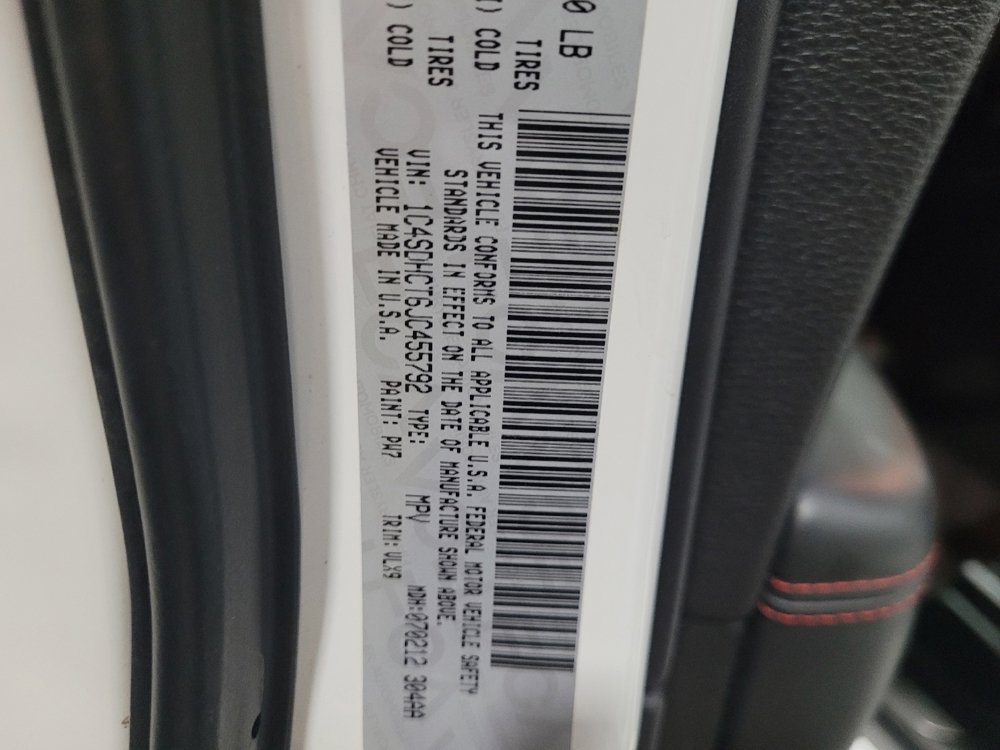 0 LB
TIRES
I) COLD
TIRES
) COLD
THIS VEHICLE CONFORMS TO ALL APPLICABLE U.S.A. FEDERAL MOTOR VEHICLE SAFETY
STANDARDS IN EFFECT ON THE DATE OF MANUFACTURE SHOWN ABOVE.
VIN: 1C4SDHCT6JC455792 TYPE: MPV MDH:070212 304AA
VEHICLE MADE IN U.S.A. PAINT: PW7 TRIM: VLX9